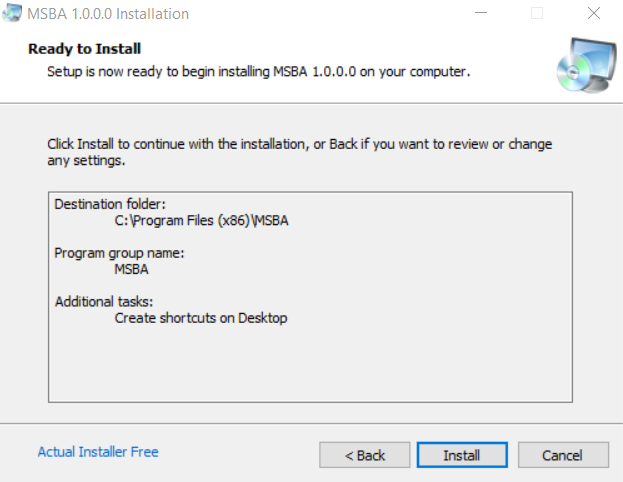 MSBA 1.0.0.0 Installation
Ready to Install
Setup is now ready to begin installing MSBA 1.0.0.0 on your computer.
Click Install to continue with the installation, or Back if you want to review or change
any settings.
Destination folder:
C:\Program Files (x86)\MSBA
Program group name:
MSBA
Additional tasks:
Create shortcuts on Desktop
Actual Installer Free
< Back
Install
Cancel